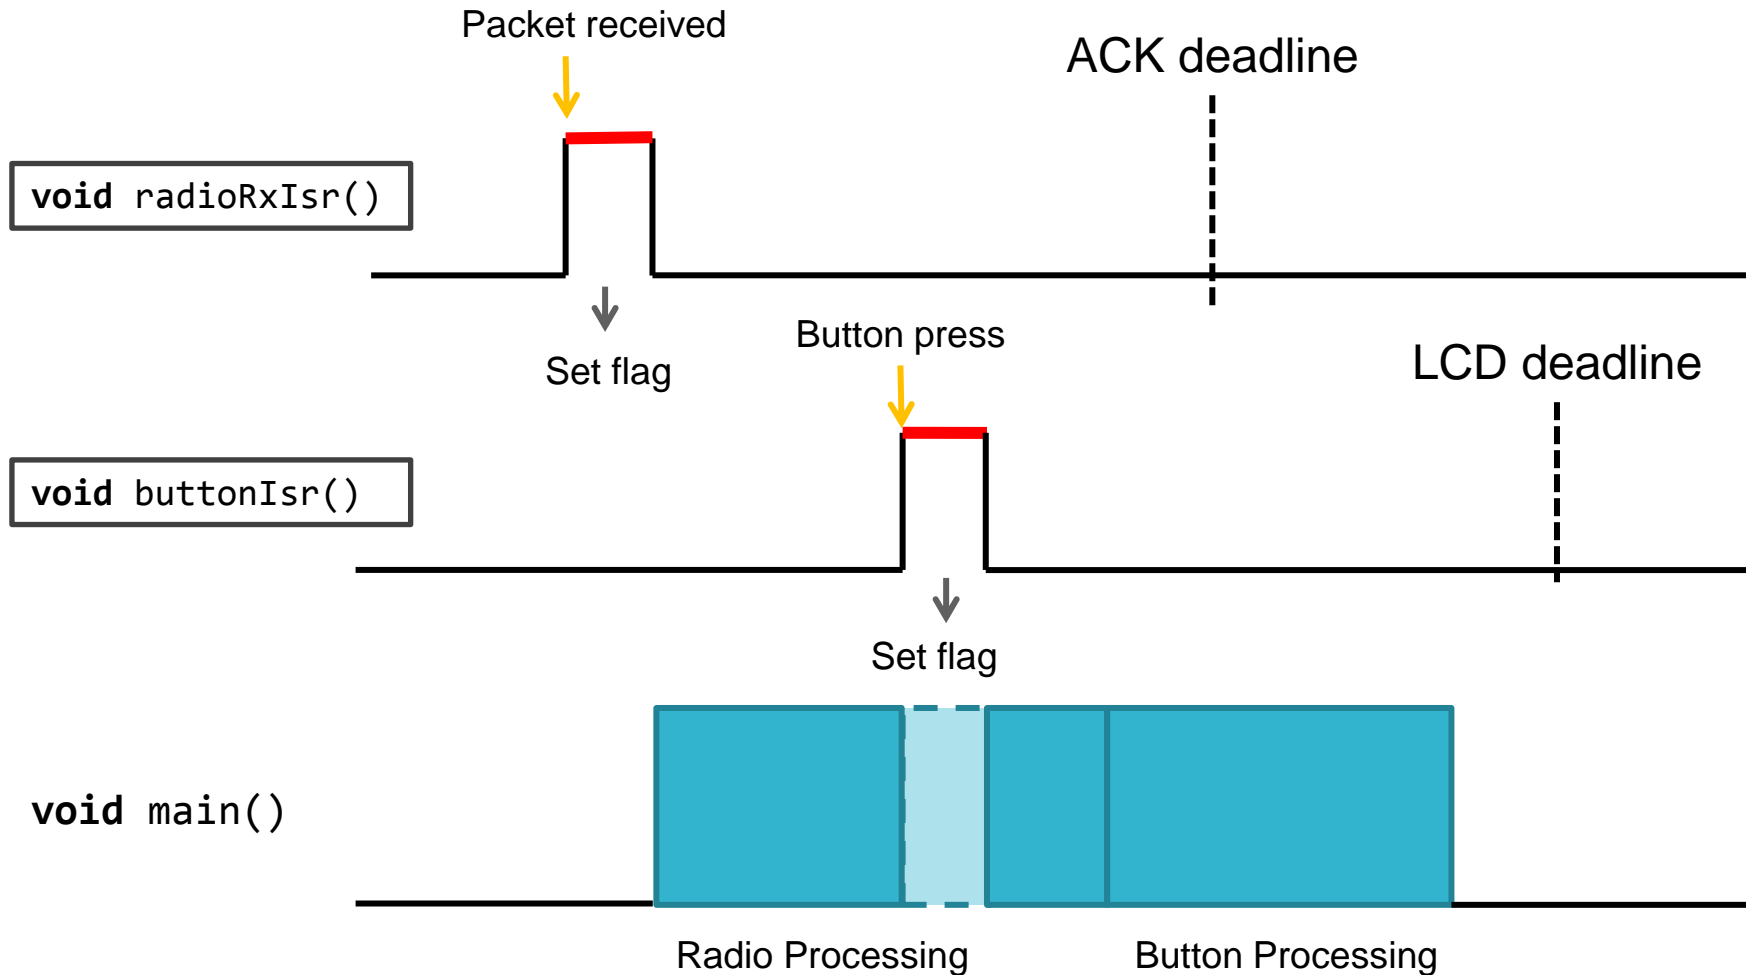 Packet received
ACK deadline
void radioRxIsr()
Set flag
Button press
LCD deadline
void buttonIsr()
Set flag
void main()
Radio Processing
Button Processing